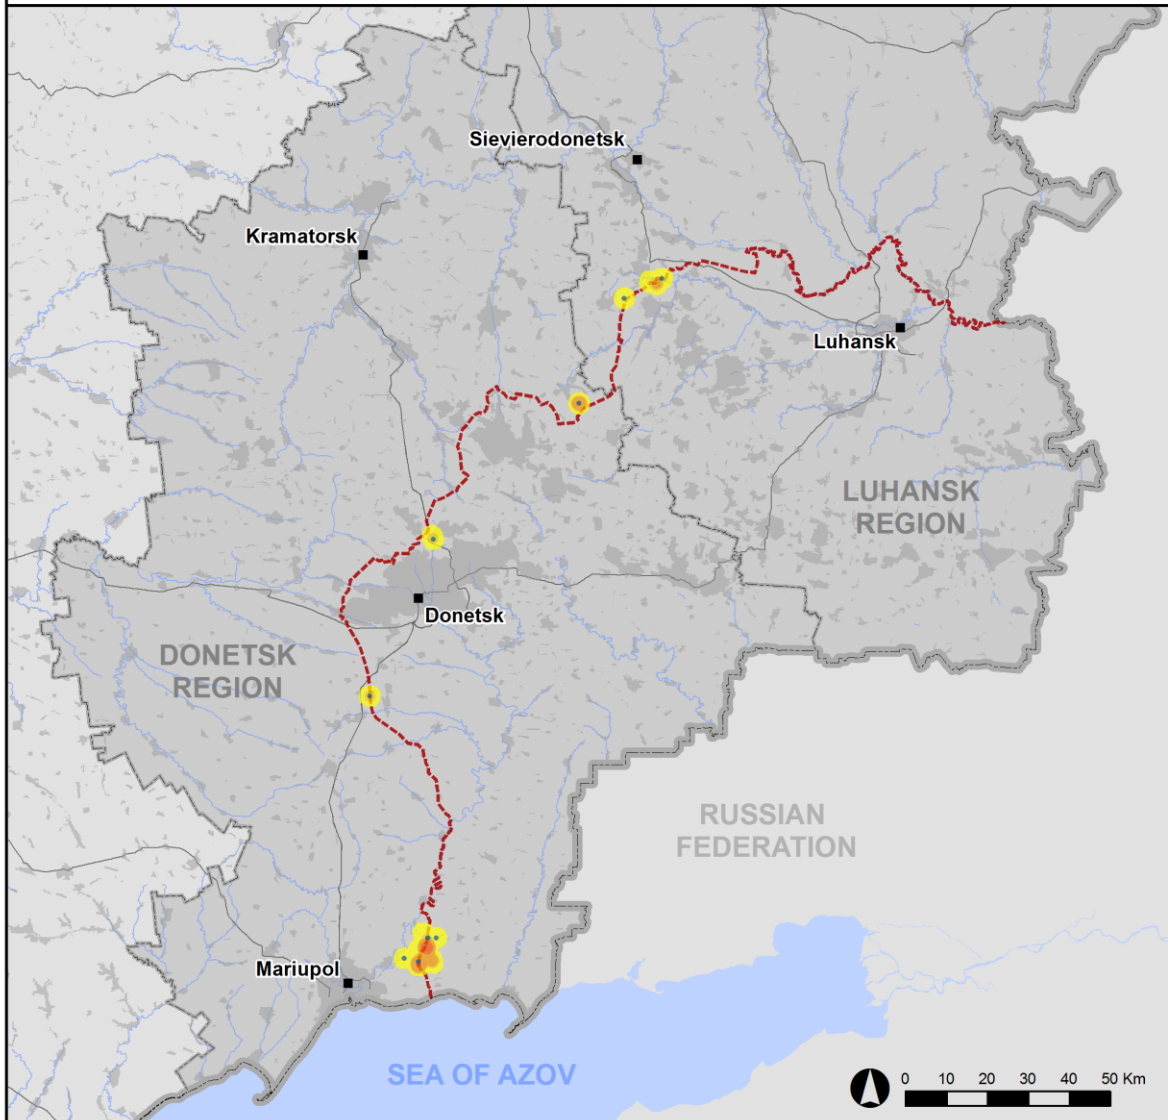 Sievierodonetsk
Kramatorsk
Luhansk
LUHANSK
REGION
Donetsk
DONETSK
REGION
RUSSIAN
FEDERATION
Mariupol
SEA OF AZOV
0 10 20 30 40 50 Km